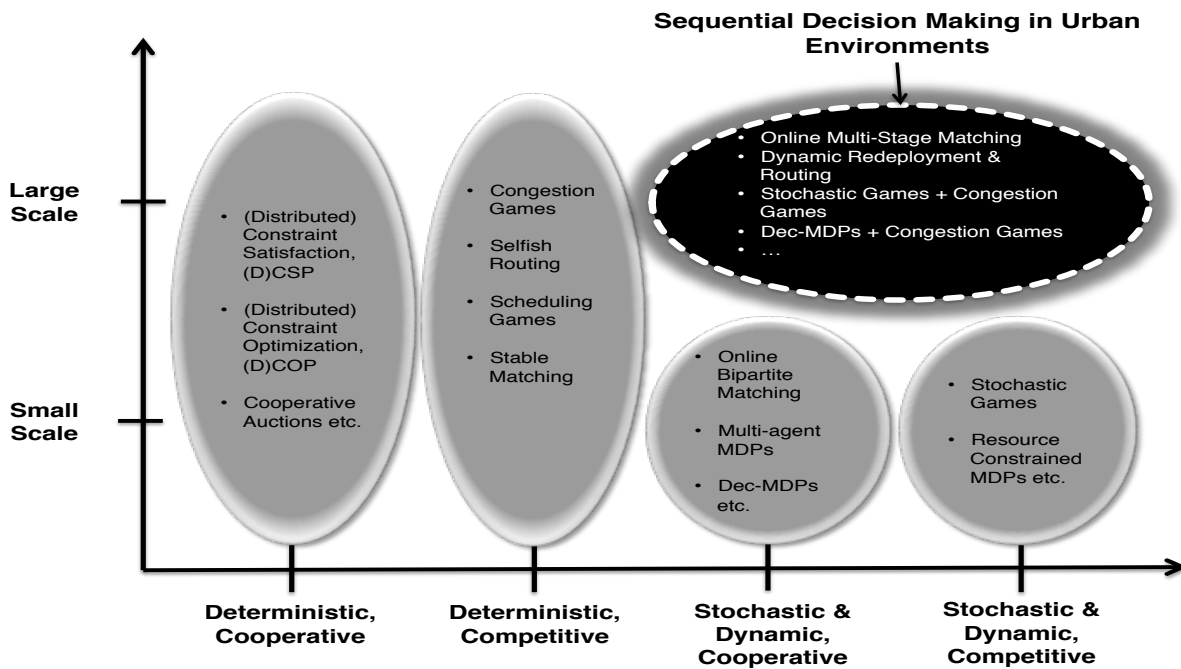 Sequential Decision Making in Urban
Environments
Large
Scale
Small
Scale
• (Distributed)
Constraint
Satisfaction,
(D)CSP
• (Distributed)
Constraint
Optimization,
(D)COP
• Cooperative
Auctions etc.
• Congestion
Games
• Selfish
Routing
• Scheduling
Games
• Stable
Matching
• Online Multi-Stage Matching
• Dynamic Redeployment &
Routing
• Stochastic Games + Congestion
Games
• Dec-MDPs + Congestion Games
• ...
• Online
Bipartite
Matching
• Multi-agent
MDPs
• Dec-MDPs
etc.
• Stochastic
Games
• Resource
Constrained
MDPs etc.
Deterministic,
Cooperative
Deterministic,
Competitive
Stochastic &
Dynamic,
Cooperative
Stochastic &
Dynamic,
Competitive